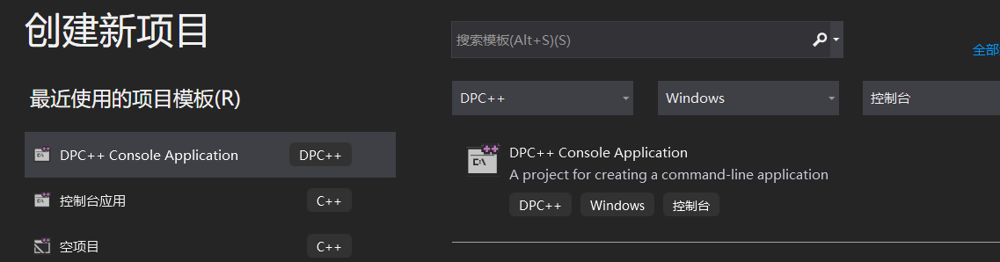 创建新项目
搜索模板(Alt+S)(S)
全部
最近使用的项目模板(R)
DPC++
Windows
控制台
DPC++ Console Application
DPC++
控制台应用
C++
空项目
C++
DPC++ Console Application
A project for creating a command-line application
DPC++
Windows
控制台